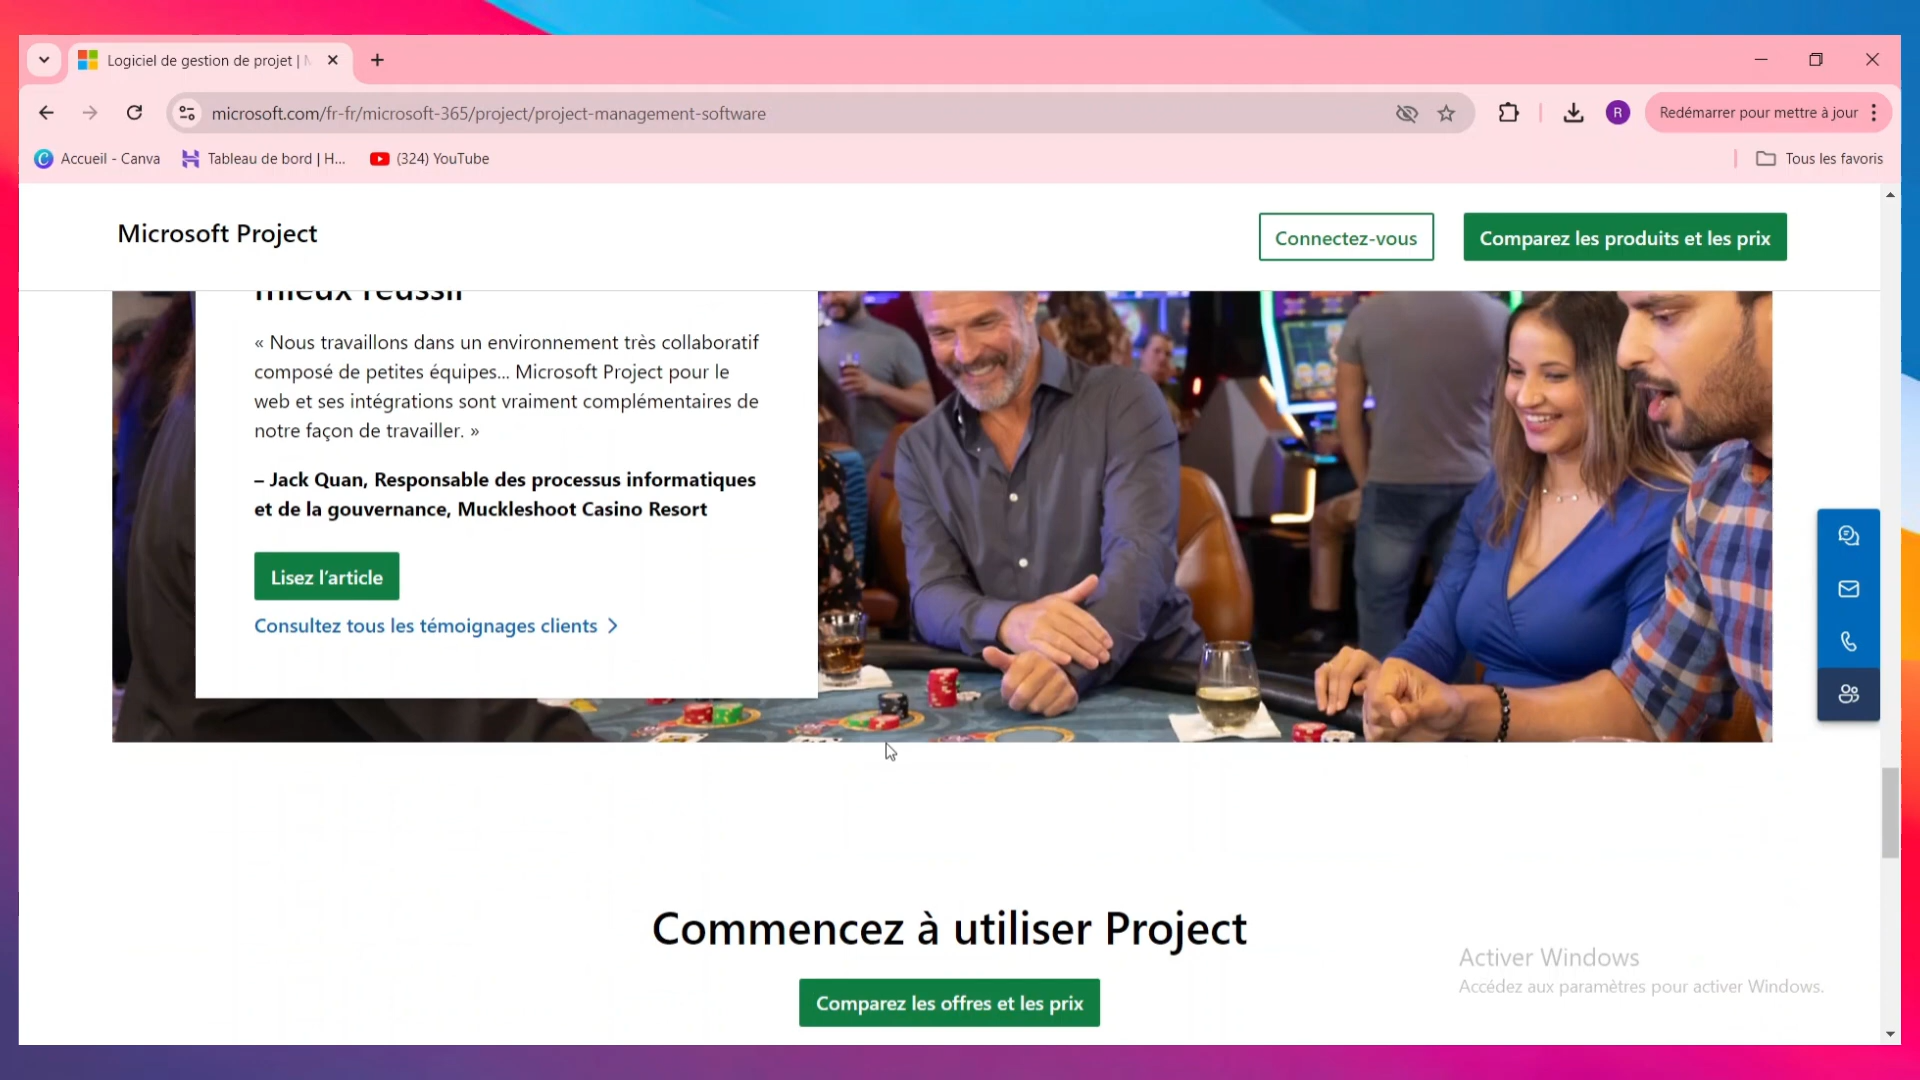 Logiciel de gestion de projet |
microsoft.com/fr-fr/microsoft-365/project/project-management-software
R
Redémarrer pour mettre à jour
Accueil - Canva
Tableau de bord | H...
(324) YouTube
Tous les favoris
Microsoft Project
Connectez-vous
Comparez les produits et les prix
mieux réussir
« Nous travaillons dans un environnement très collaboratif
composé de petites équipes... Microsoft Project pour le
web et ses intégrations sont vraiment complémentaires de
notre façon de travailler. »
– Jack Quan, Responsable des processus informatiques
et de la gouvernance, Muckleshoot Casino Resort
Lisez l’article
Consultez tous les témoignages clients
Commencez à utiliser Project
Comparez les offres et les prix
Activer Windows
Accédez aux paramètres pour activer Windows.